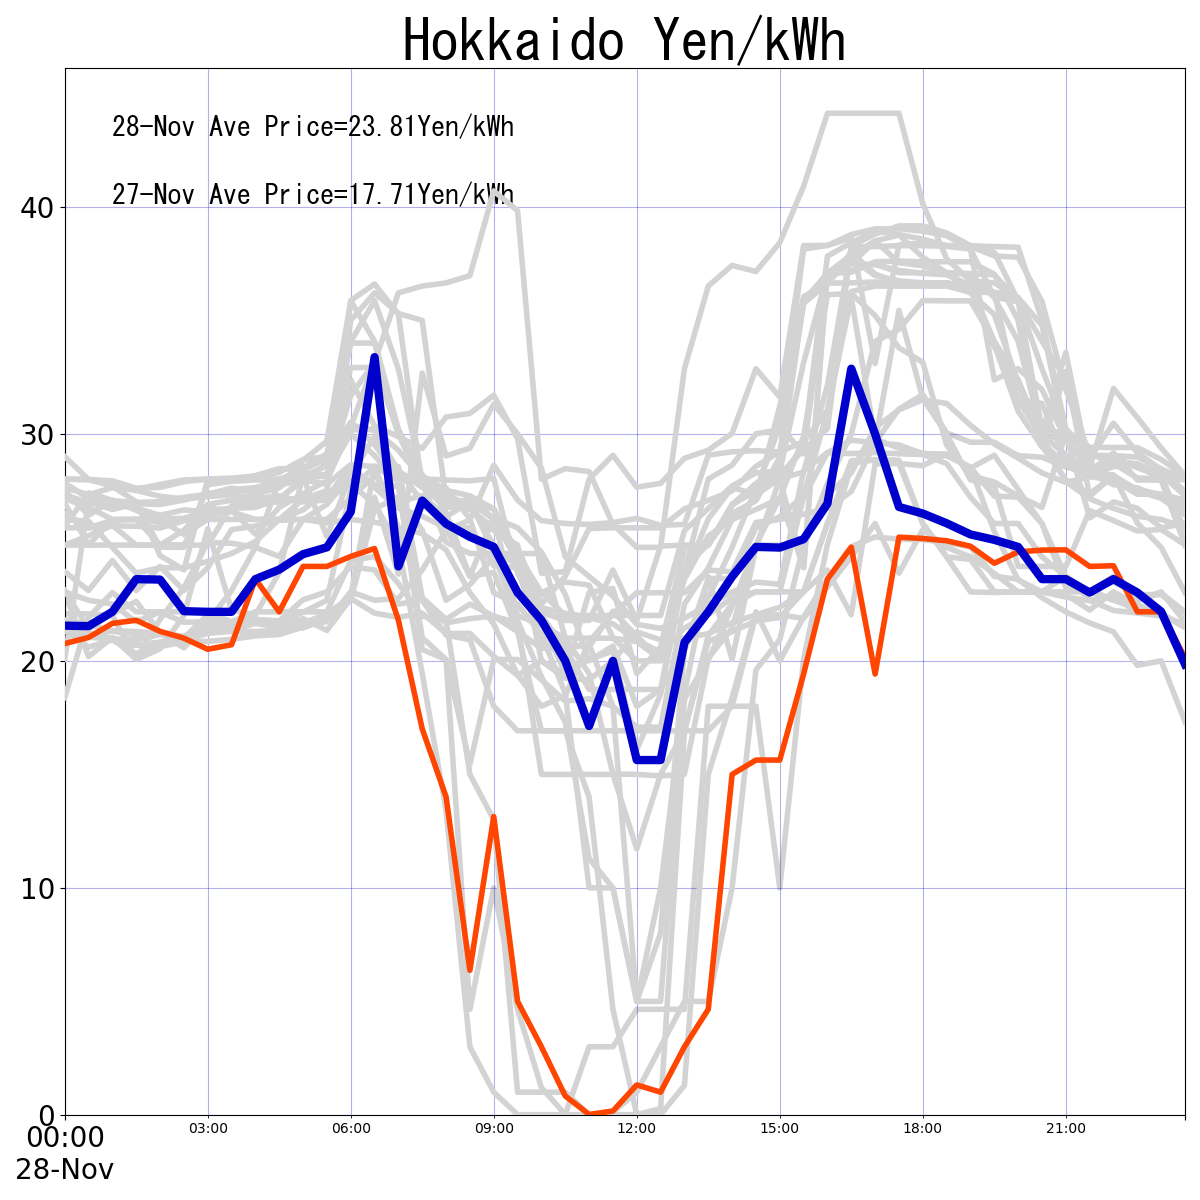 Hokkaido Yen/kWh
28-Nov Ave Price=23.81Yen/kWh
27-Nov Ave Price=17.71Yen/kWh
40
30
20
10
0
00:00 03:00 06:00 09:00 12:00 15:00 18:00 21:00
28-Nov